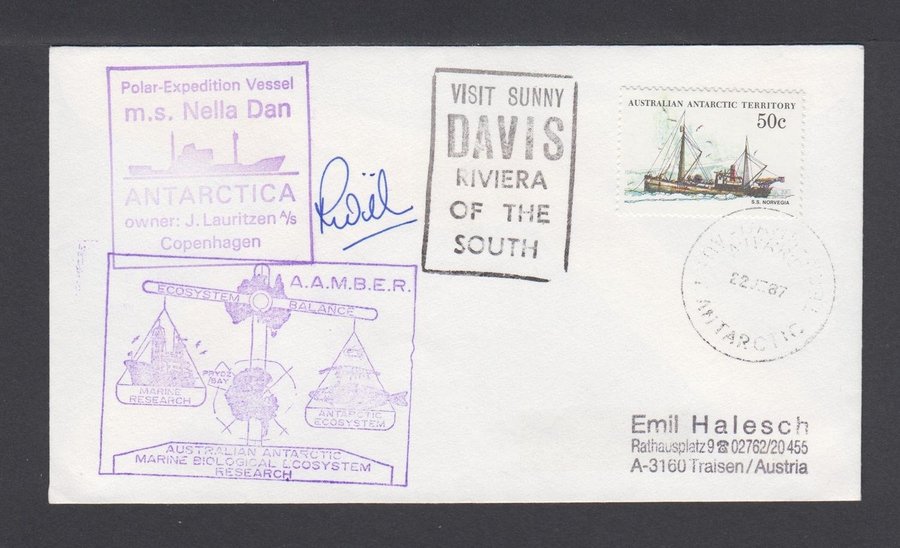 Polar-Expedition Vessel
m.s. Nella Dan
ANTARCTICA
owner: J. Lauritzen A/s
Copenhagen
VISIT SUNNY
DAVIS
RIVIERA
OF THE
SOUTH
AUSTRALIAN ANTARCTIC TERRITORY
50c
S.S. NORVEGIA
ANTARCTIC
A.A.M.B.E.R.
ECOSYSTEM BALANCE
PRYDZ
BAY
MARINE
RESEARCH
ANTARCTIC
ECOSYSTEM
AUSTRALIAN ANTARCTIC
MARINE BIOLOGICAL ECOSYSTEM
RESEARCH
Emil Halesch
Rathausplatz 9 ☎ 02762/20 455
A-3160 Traisen/Austria